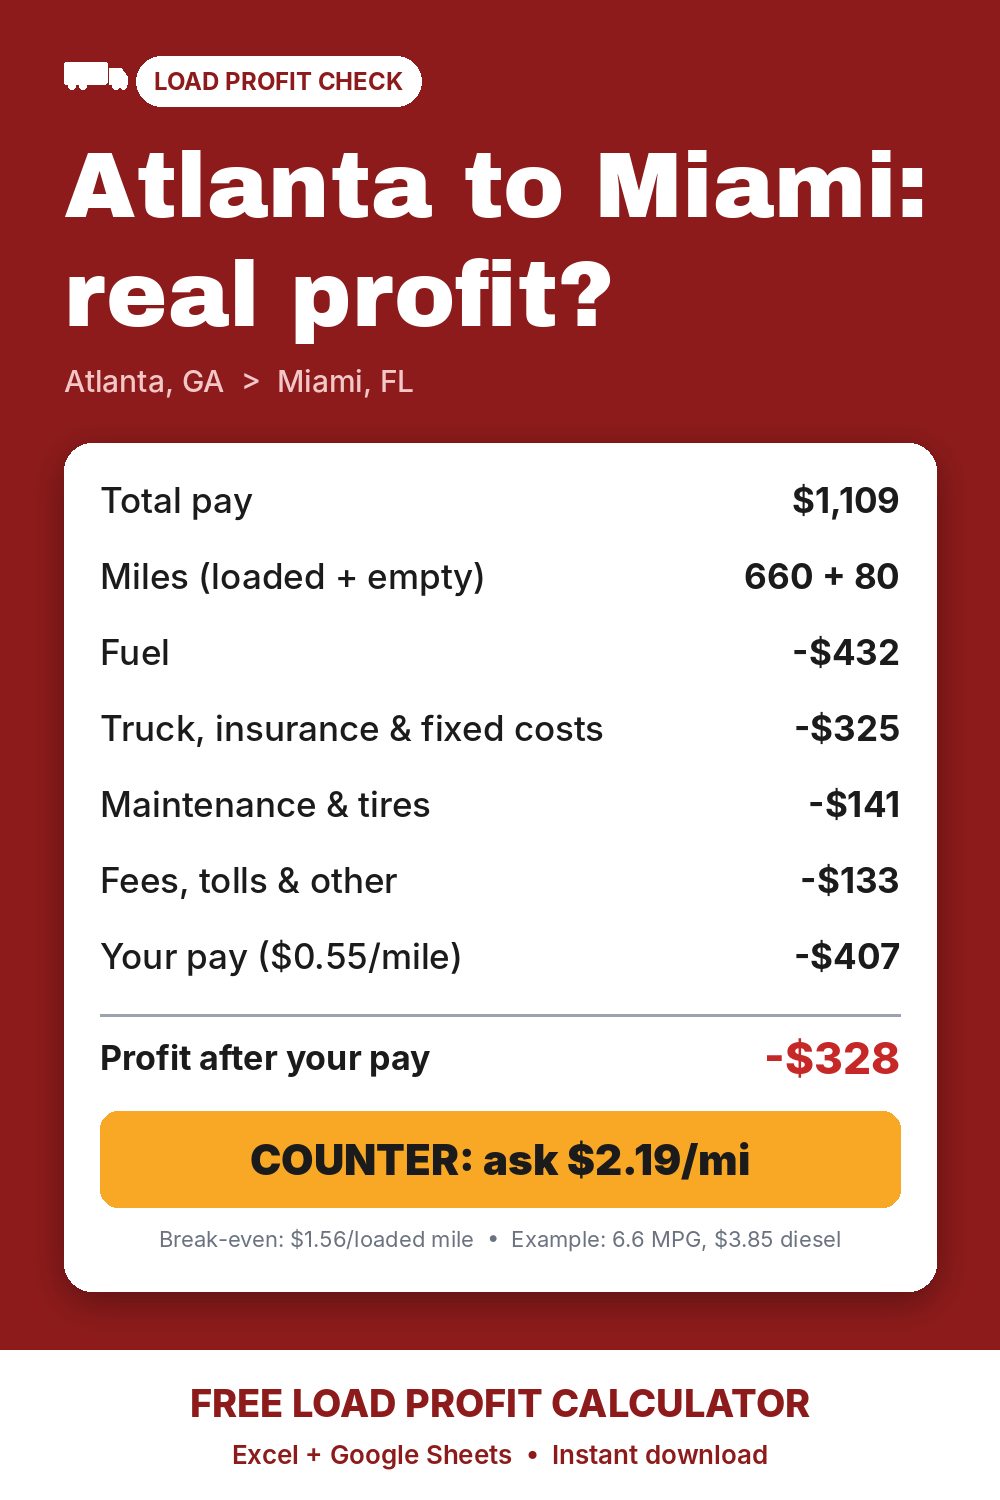 LOAD PROFIT CHECK
Atlanta to Miami:
real profit?
Atlanta, GA > Miami, FL
Total pay $1,109
Miles (loaded + empty) 660 + 80
Fuel -$432
Truck, insurance & fixed costs -$325
Maintenance & tires -$141
Fees, tolls & other -$133
Your pay ($0.55/mile) -$407
Profit after your pay -$328
COUNTER: ask $2.19/mi
Break-even: $1.56/loaded mile • Example: 6.6 MPG, $3.85 diesel
FREE LOAD PROFIT CALCULATOR
Excel + Google Sheets • Instant download